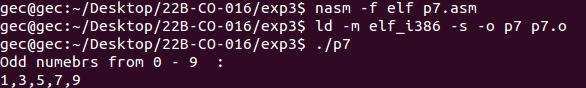 gec@gec:~/Desktop/22B-CO-016/exp3$ nasm -f elf p7.asm
gec@gec:~/Desktop/22B-CO-016/exp3$ ld -m elf_i386 -s -o p7 p7.o
gec@gec:~/Desktop/22B-CO-016/exp3$ ./p7
Odd numebrs from 0 - 9  :
1,3,5,7,9